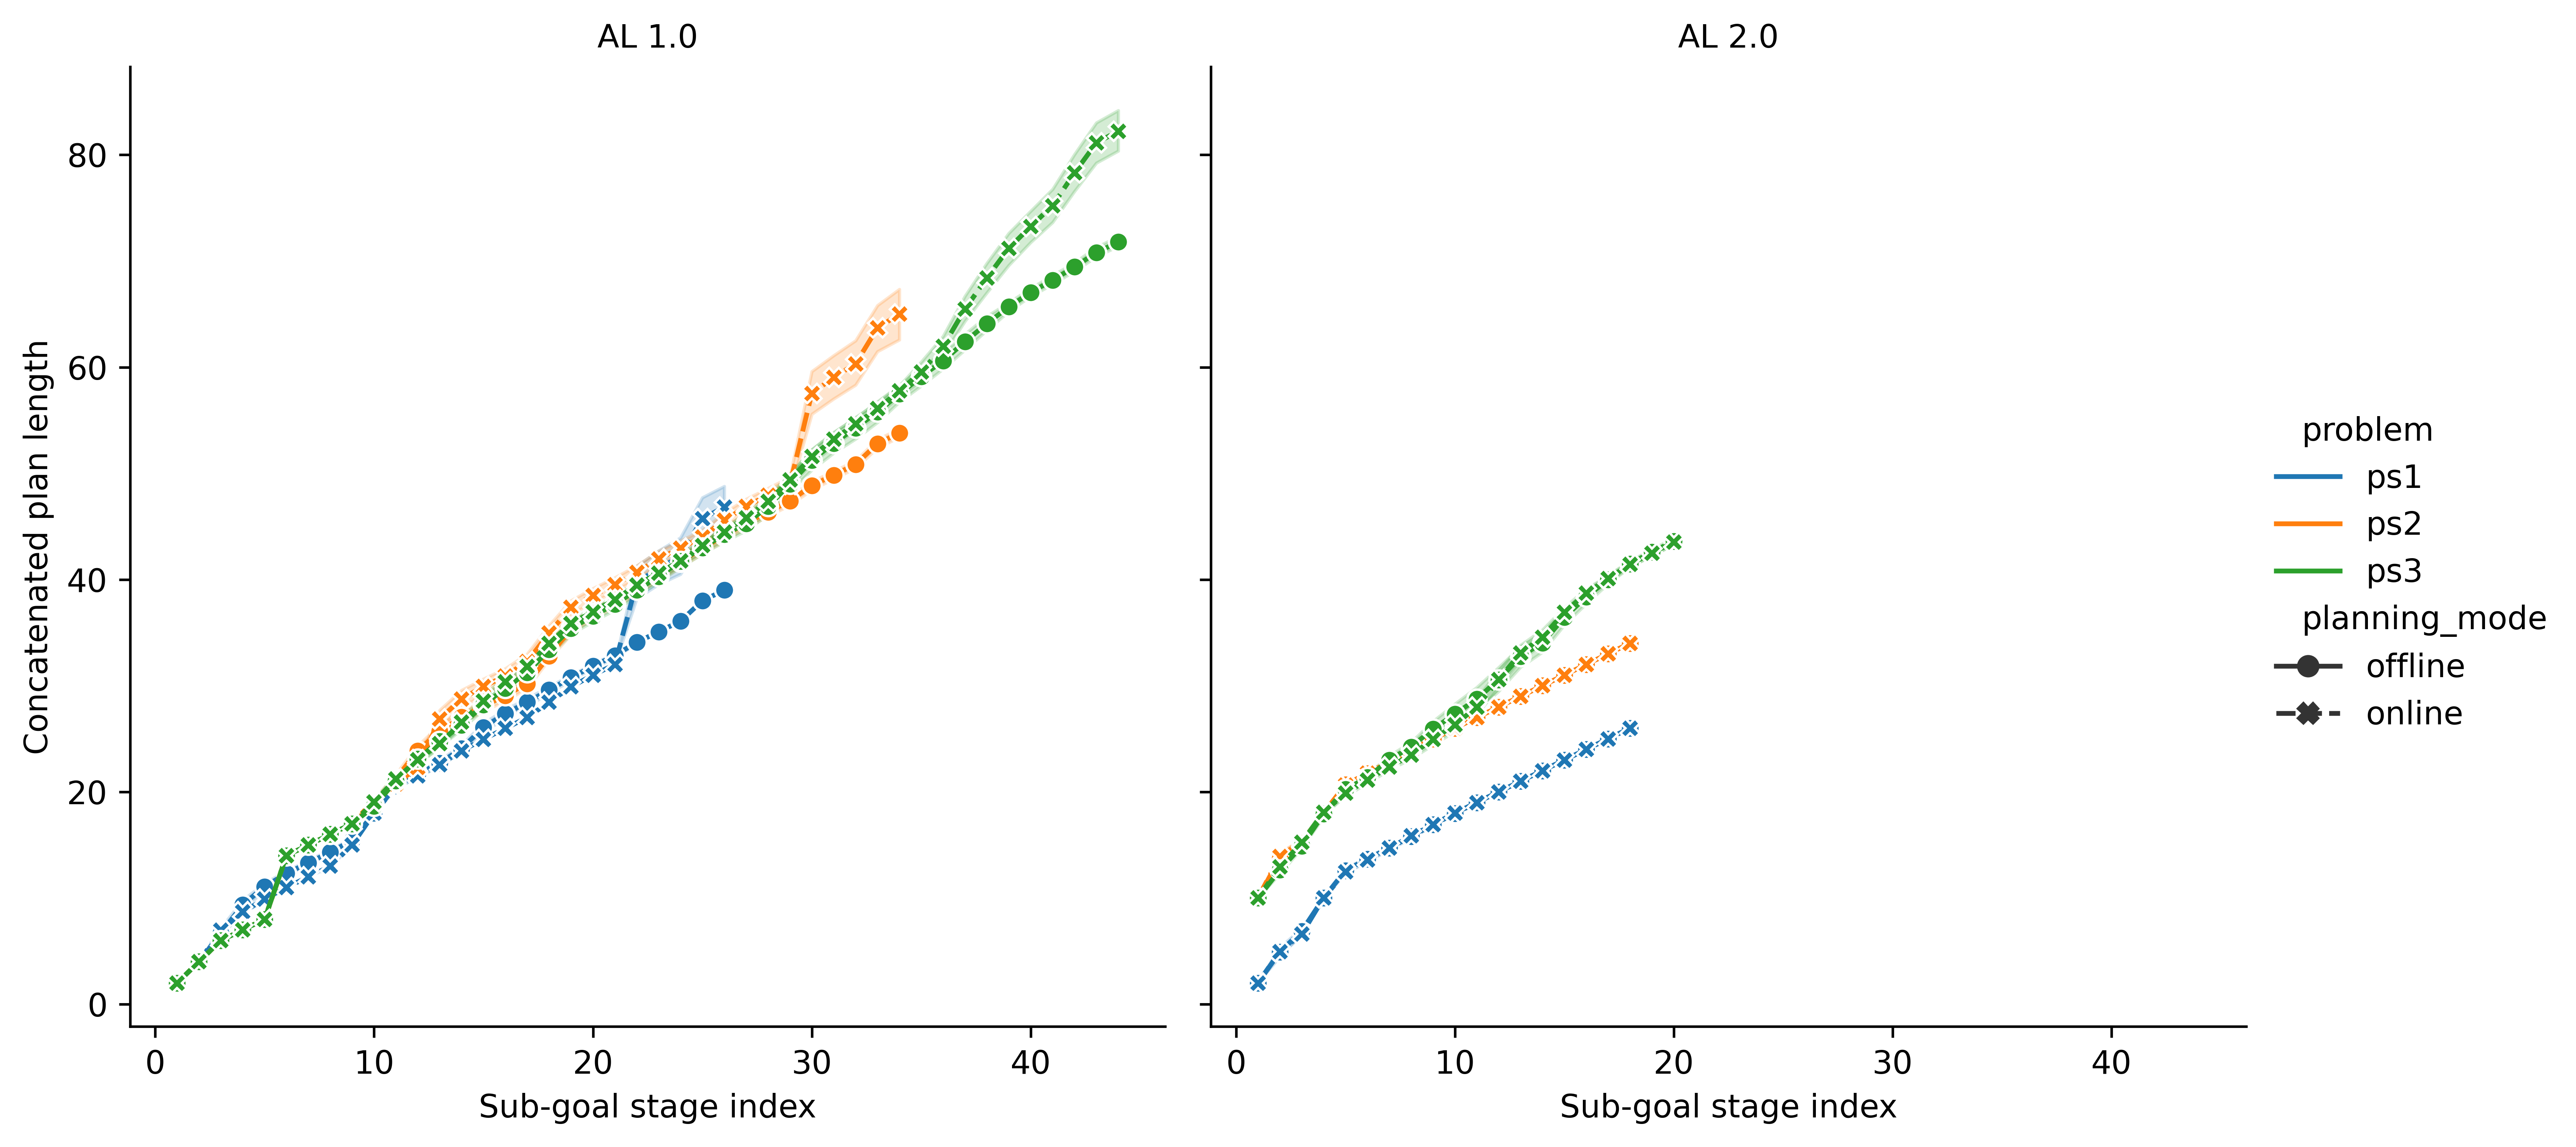 AL 1.0
AL 2.0
Concatenated plan length
80
60
40
20
0
0 10 20 30 40
Sub-goal stage index
0 10 20 30 40
Sub-goal stage index
problem
ps1
ps2
ps3
planning_mode
offline
online